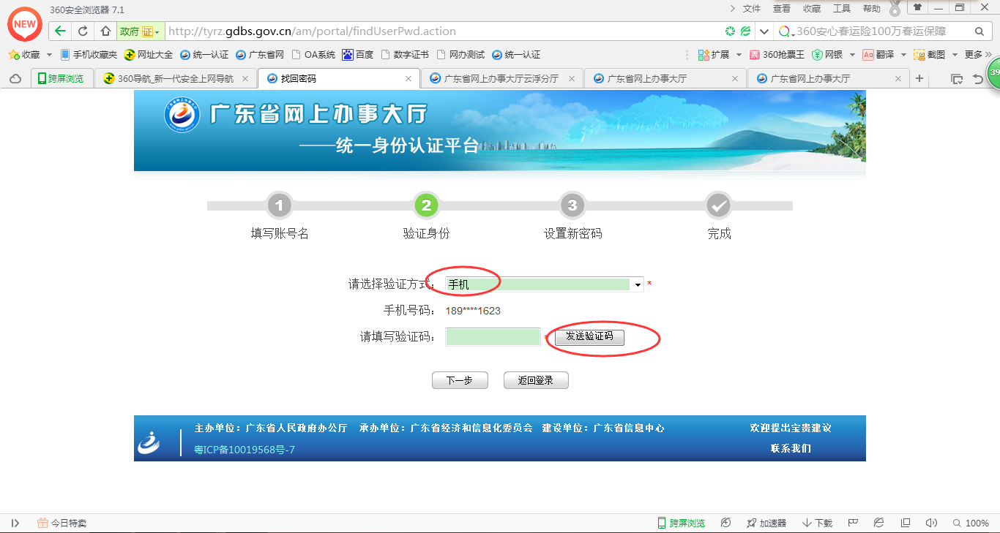 NEW
360安全浏览器 7.1
文件 查看 收藏 工具 帮助
政府 证 http://tyrz.gdbs.gov.cn/am/portal/findUserPwd.action
360安心春运险100万春运保障
收藏 手机收藏夹 网址大全 统一认证 广东省网 OA系统 百度 数字证书 网办测试 统一认证
扩展 票 360抢票王 网银 Aa 翻译 截图 更多 »
39
跨屏浏览 360导航_新一代安全上网导航 找回密码 广东省网上办事大厅云浮分厅 广东省网上办事大厅 广东省网上办事大厅
广东省网上办事大厅
——统一身份认证平台
1 2 3
填写账号名 验证身份 设置新密码 完成
请选择验证方式： 手机 *
手机号码： 189****1623
请填写验证码： * 发送验证码
下一步 返回登录
主办单位：广东省人民政府办公厅 承办单位：广东省经济和信息化委员会 建设单位：广东省信息中心 欢迎提出宝贵建议
粤ICP备10019568号-7 联系我们
今日特卖 跨屏浏览 加速器 下载 100%